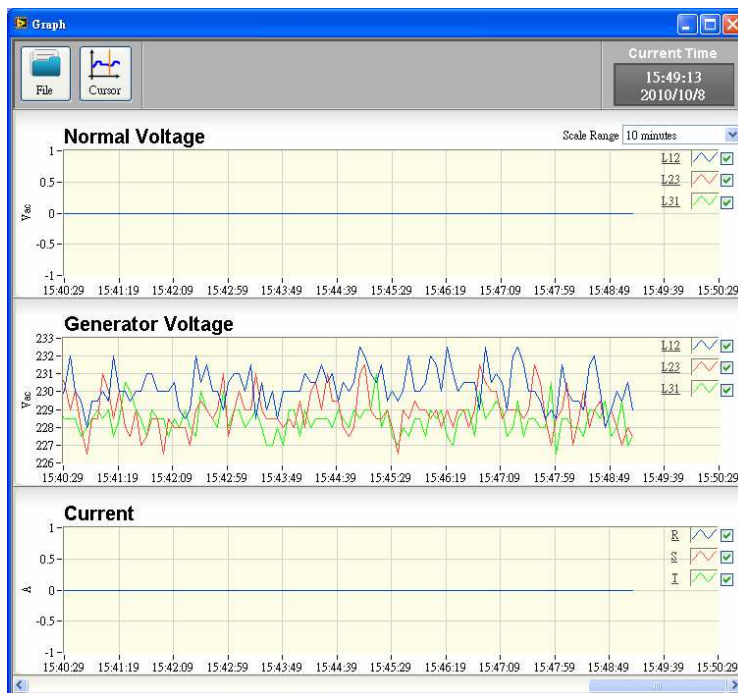 Graph
File
Cursor
Current Time
15:49:13
2010/10/8
Normal Voltage
Scale Range 10 minutes
L12
L23
L31
Vac
1
0.5
0
-0.5
-1
15:40:29 15:41:19 15:42:09 15:42:59 15:43:49 15:44:39 15:45:29 15:46:19 15:47:09 15:47:59 15:48:49 15:49:39 15:50:29
Generator Voltage
L12
L23
L31
Vac
233
232
231
230
229
228
227
226
15:40:29 15:41:19 15:42:09 15:42:59 15:43:49 15:44:39 15:45:29 15:46:19 15:47:09 15:47:59 15:48:49 15:49:39 15:50:29
Current
R
S
T
A
1
0.5
0
-0.5
-1
15:40:29 15:41:19 15:42:09 15:42:59 15:43:49 15:44:39 15:45:29 15:46:19 15:47:09 15:47:59 15:48:49 15:49:39 15:50:29